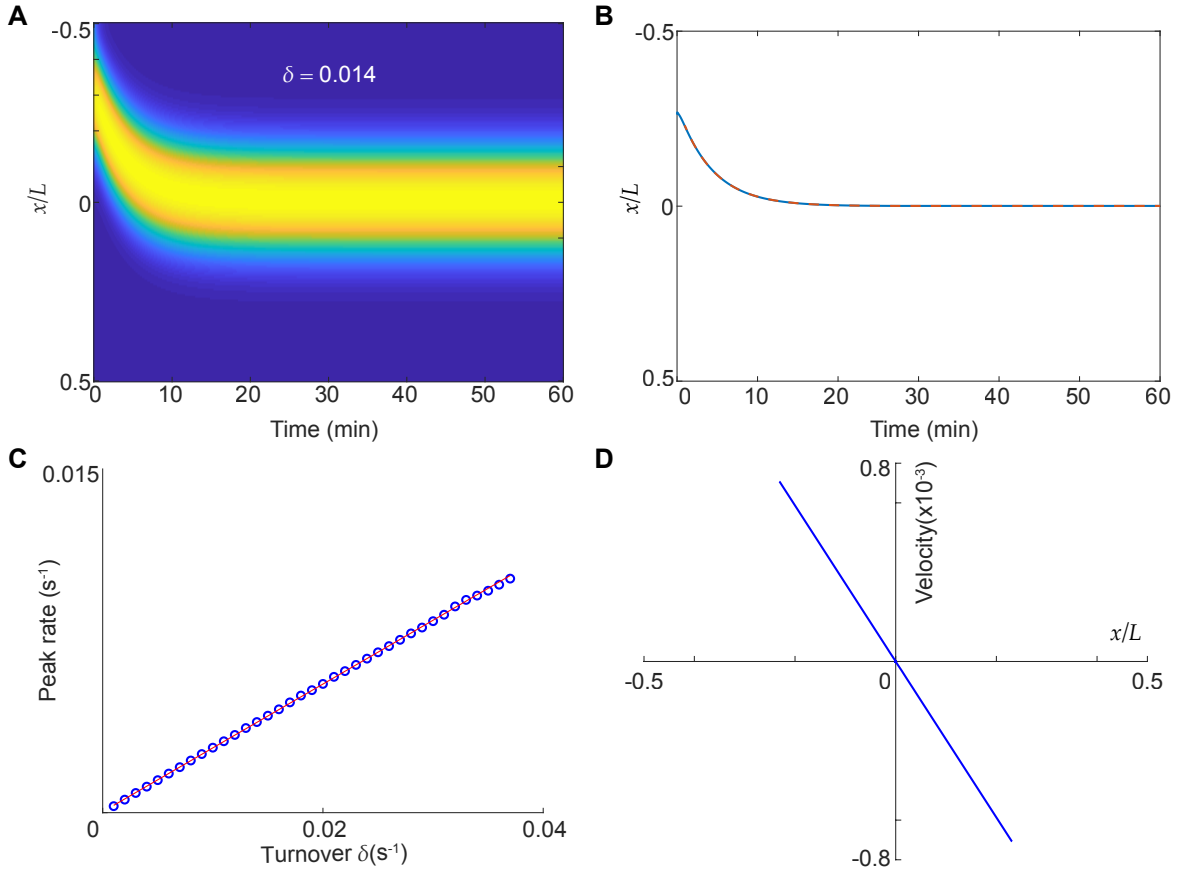 A
-0.5
x/L
0
0.5
δ = 0.014
0 10 20 30 40 50 60
Time (min)
B
-0.5
x/L
0
0.5
0 10 20 30 40 50 60
Time (min)
C
0.015
Peak rate (s⁻¹)
0 0.02 0.04
Turnover δ(s⁻¹)
D
0.8
Velocity(x10⁻³)
x/L
-0.5 0 0.5
-0.8